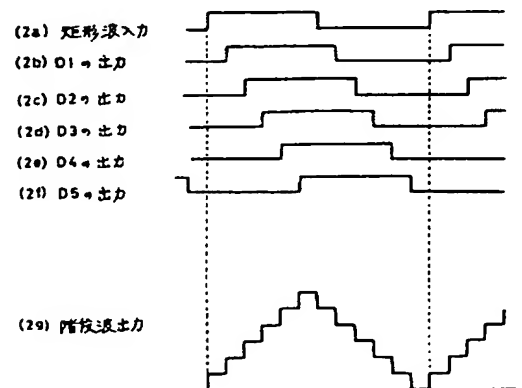 (2a) 矩形波入力
(2b) D1の出力
(2c) D2の出力
(2d) D3の出力
(2e) D4の出力
(2f) D5の出力
(2g) 階段波出力